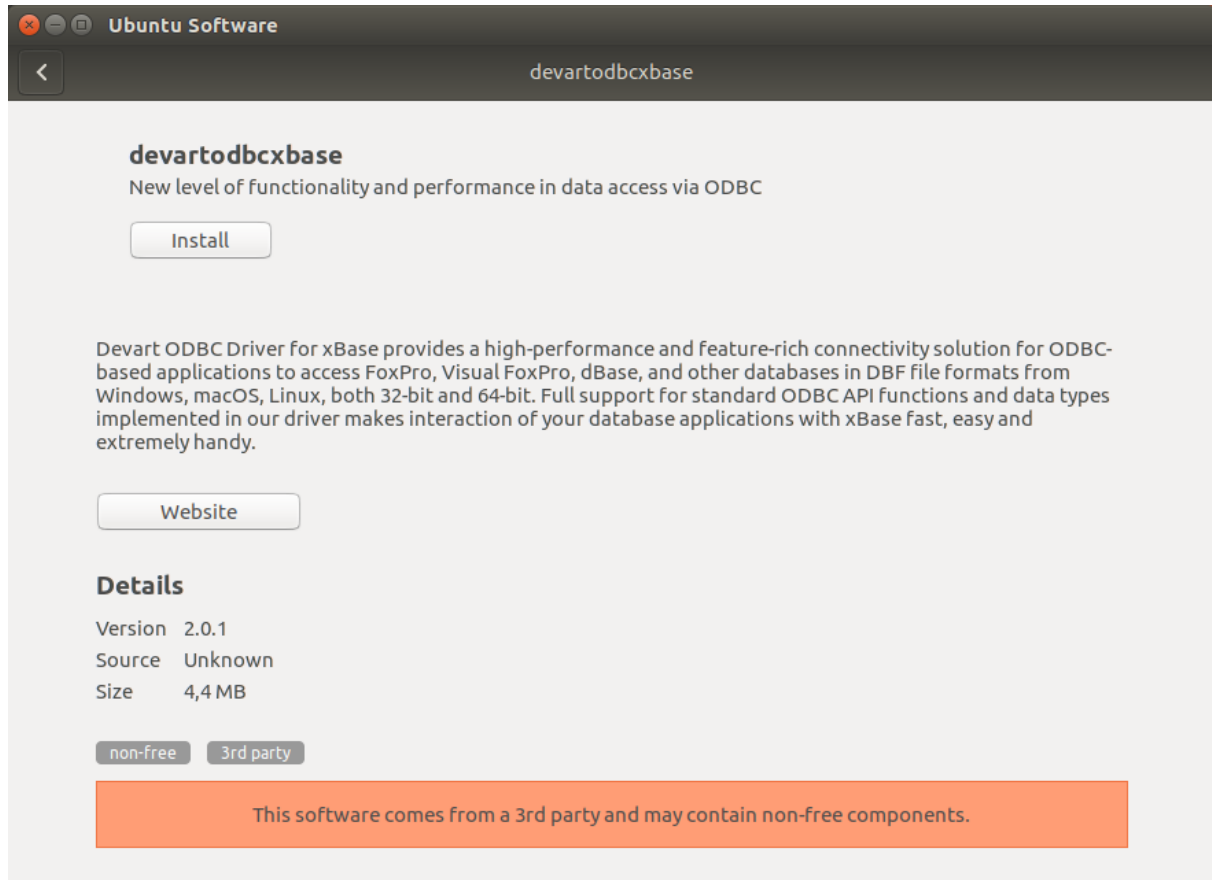 Ubuntu Software
devartodbcxbase
devartodbcxbase
New level of functionality and performance in data access via ODBC
Install
Devart ODBC Driver for xBase provides a high-performance and feature-rich connectivity solution for ODBC-
based applications to access FoxPro, Visual FoxPro, dBase, and other databases in DBF file formats from
Windows, macOS, Linux, both 32-bit and 64-bit. Full support for standard ODBC API functions and data types
implemented in our driver makes interaction of your database applications with xBase fast, easy and
extremely handy.
Website
Details
Version 2.0.1
Source Unknown
Size 4,4 MB
non-free 3rd party
This software comes from a 3rd party and may contain non-free components.